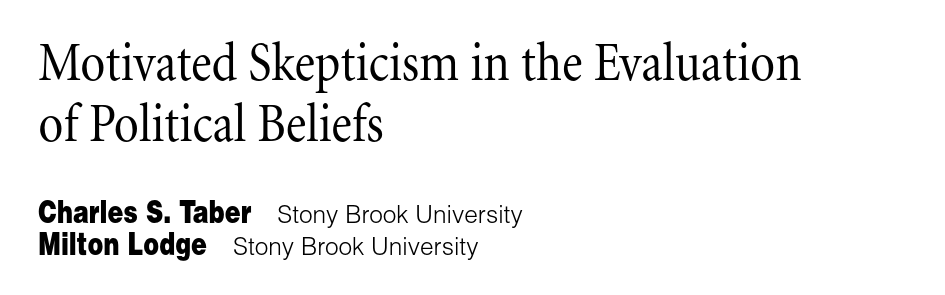 Motivated Skepticism in the Evaluation
of Political Beliefs
Charles S. Taber Stony Brook University
Milton Lodge Stony Brook University